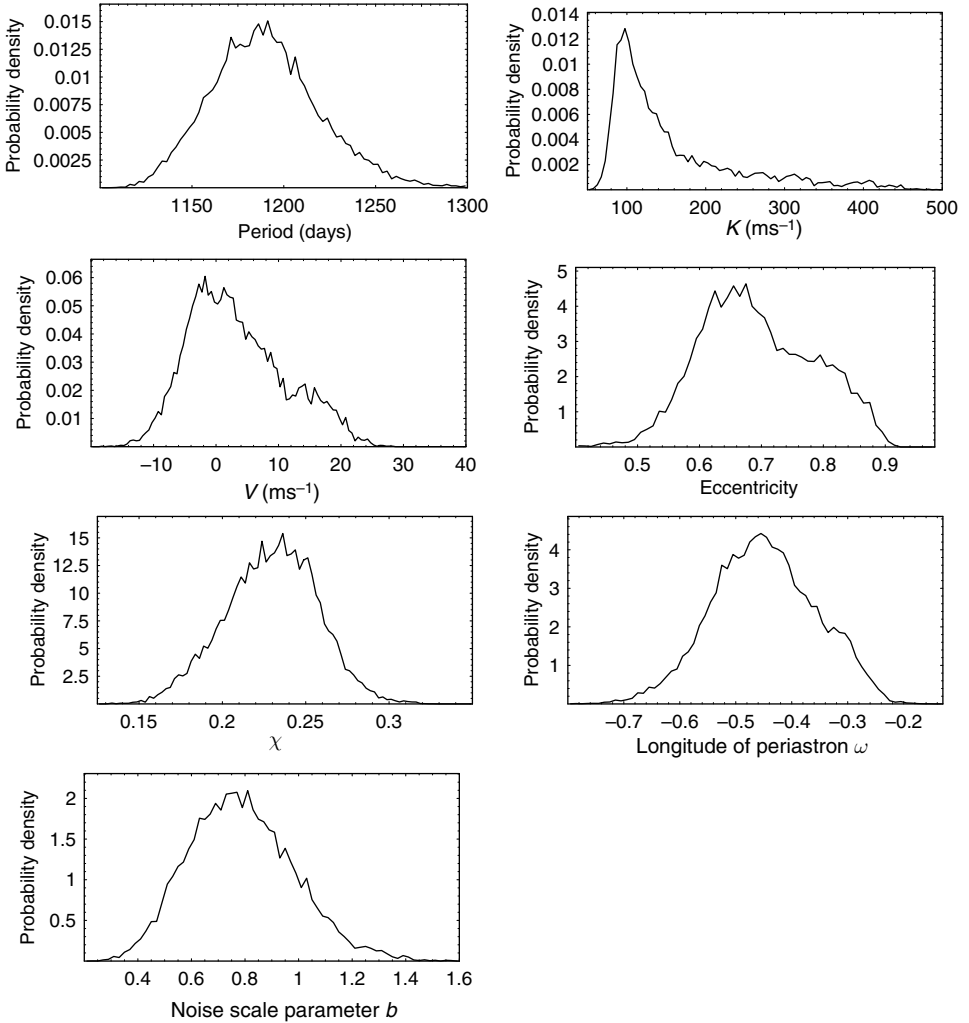 Probability density
0.015
0.0125
0.01
0.0075
0.005
0.0025
1150 1200 1250 1300
Period (days)
Probability density
0.014
0.012
0.01
0.008
0.006
0.004
0.002
100 200 300 400 500
K (ms⁻¹)
Probability density
0.06
0.05
0.04
0.03
0.02
0.01
−10 0 10 20 30 40
V (ms⁻¹)
Probability density
5
4
3
2
1
0.5 0.6 0.7 0.8 0.9
Eccentricity
Probability density
15
12.5
10
7.5
5
2.5
0.15 0.2 0.25 0.3
χ
Probability density
4
3
2
1
−0.7 −0.6 −0.5 −0.4 −0.3 −0.2
Longitude of periastron ω
Probability density
2
1.5
1
0.5
0.4 0.6 0.8 1 1.2 1.4 1.6
Noise scale parameter b